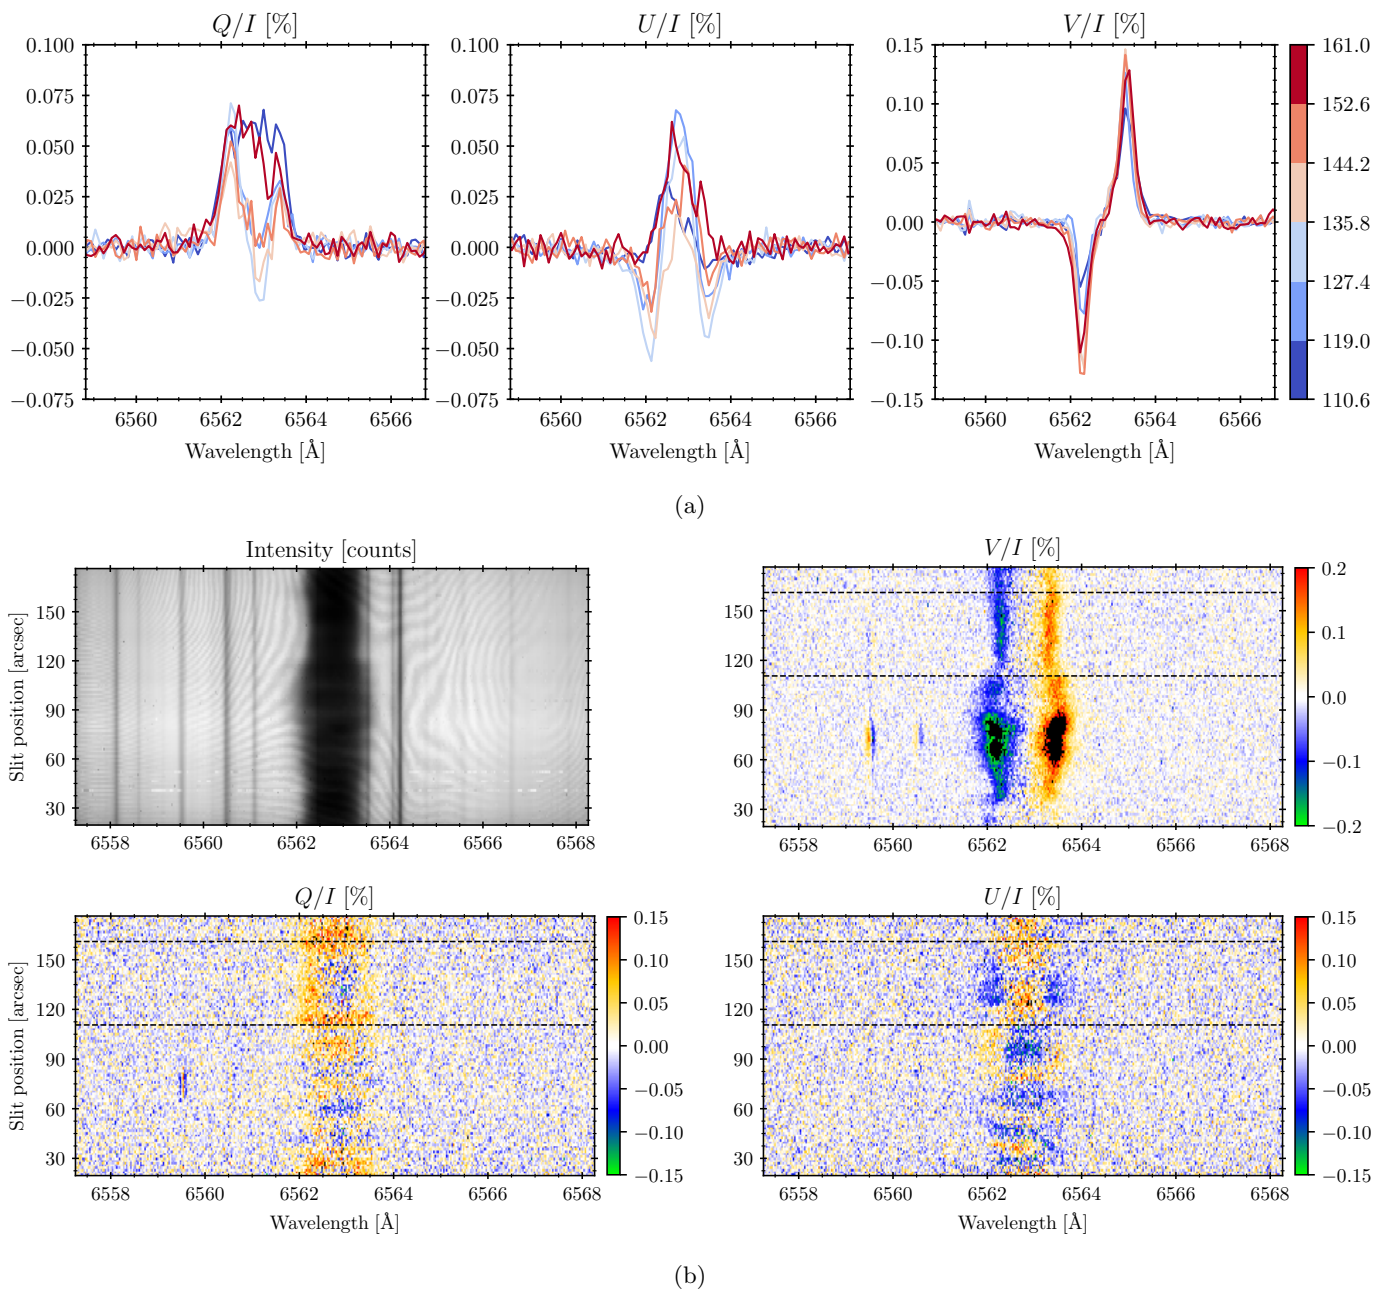 Q/I [%] U/I [%] V/I [%]
0.100 0.100 0.15 161.0
0.075 0.075 0.10 152.6
0.050 0.050 0.05 144.2
0.025 0.025 0.00 135.8
0.000 0.000 −0.05 127.4
−0.025 −0.025 −0.10 119.0
−0.050 −0.050 −0.15 110.6
−0.075 −0.075
6560 6562 6564 6566 6560 6562 6564 6566 6560 6562 6564 6566
Wavelength [Å] Wavelength [Å] Wavelength [Å]
(a)
Intensity [counts] V/I [%]
Slit position [arcsec]
150 120 90 60 30
6558 6560 6562 6564 6566 6568
150 120 90 60 30
6558 6560 6562 6564 6566 6568
0.2 0.1 0.0 −0.1 −0.2
Q/I [%] U/I [%]
Slit position [arcsec]
150 120 90 60 30
6558 6560 6562 6564 6566 6568
0.15 0.10 0.05 0.00 −0.05 −0.10 −0.15
150 120 90 60 30
6558 6560 6562 6564 6566 6568
0.15 0.10 0.05 0.00 −0.05 −0.10 −0.15
Wavelength [Å] Wavelength [Å]
(b)